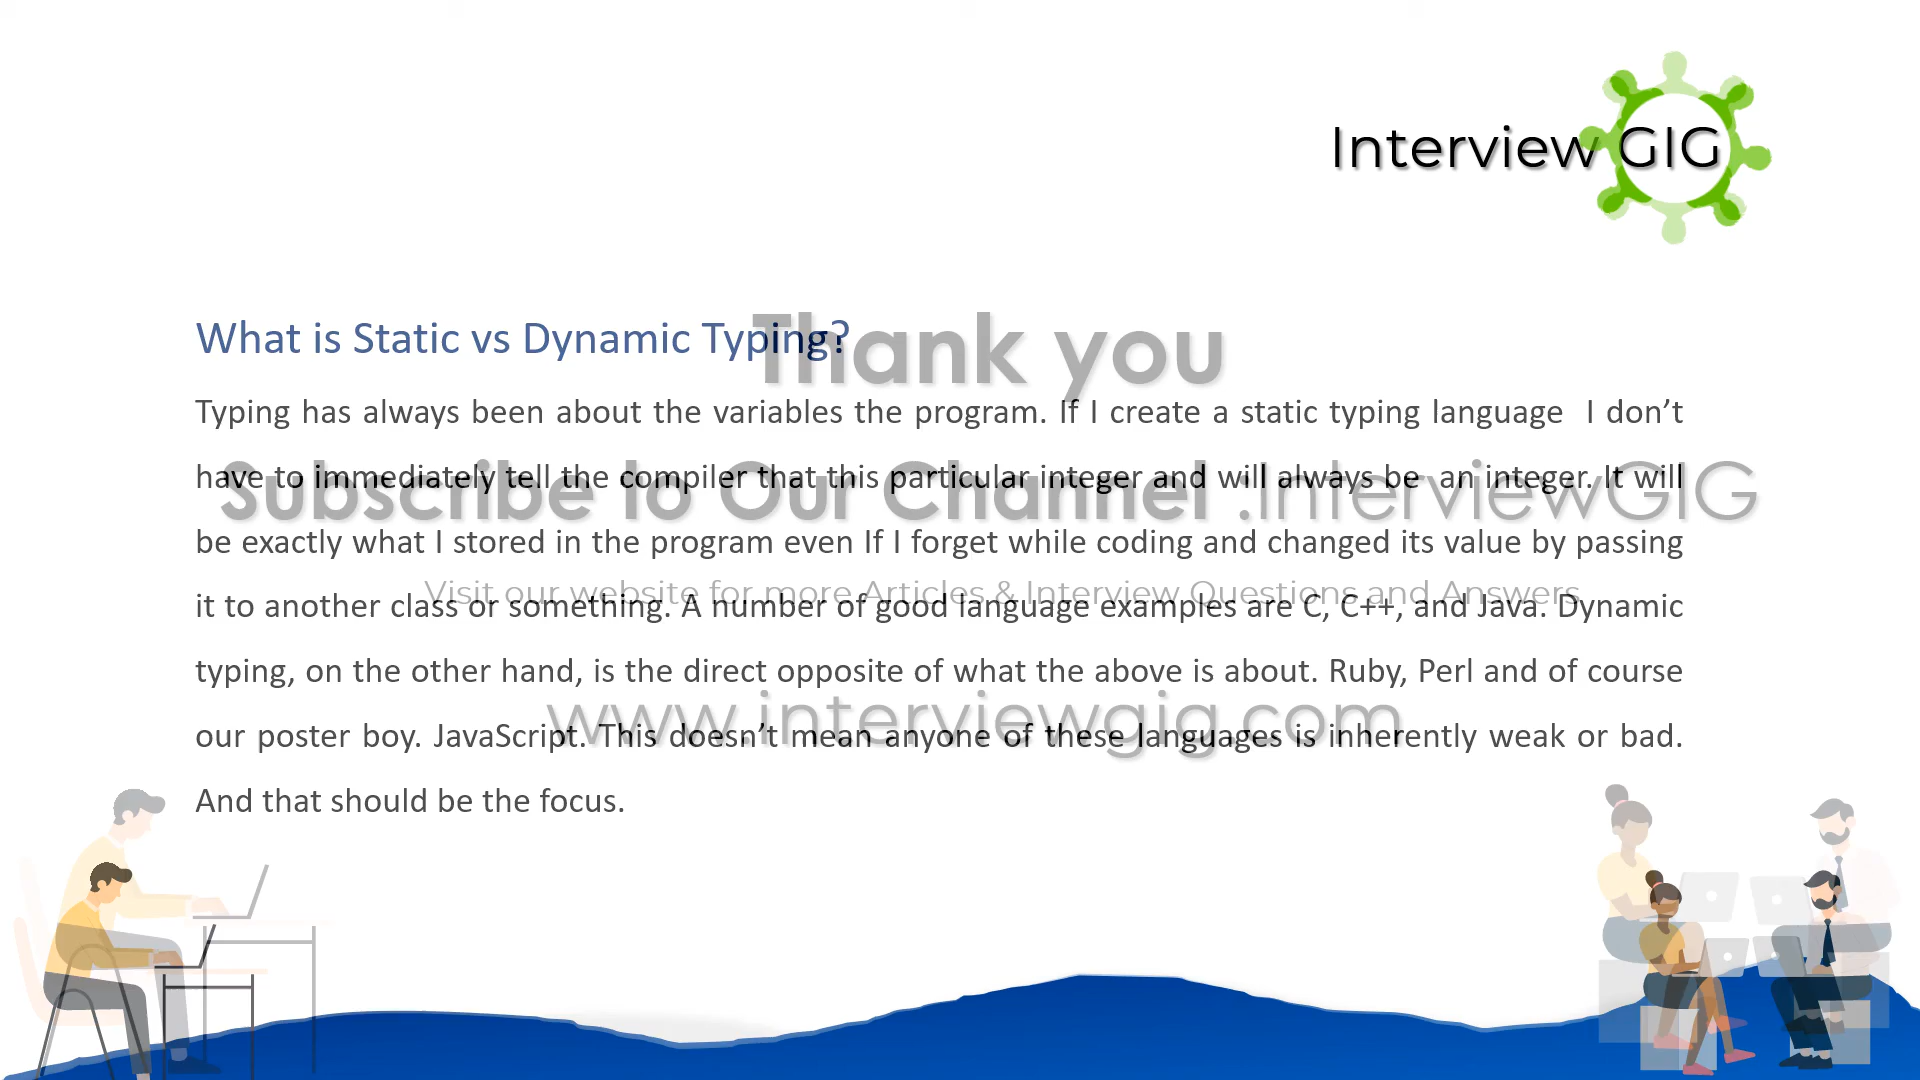 Interview GIG
What is Static vs Dynamic Typing?
Thank you
Typing has always been about the variables the program. If I create a static typing language I don’t
have to immediately tell the compiler that this particular integer and will always be an integer. It will
Subscribe to Our Channel :InterviewGIG
be exactly what I stored in the program even If I forget while coding and changed its value by passing
Visit our website for more Articles & Interview Questions and Answers
it to another class or something. A number of good language examples are C, C++, and Java. Dynamic
typing, on the other hand, is the direct opposite of what the above is about. Ruby, Perl and of course
www.interviewgig.com
our poster boy. JavaScript. This doesn’t mean anyone of these languages is inherently weak or bad.
And that should be the focus.